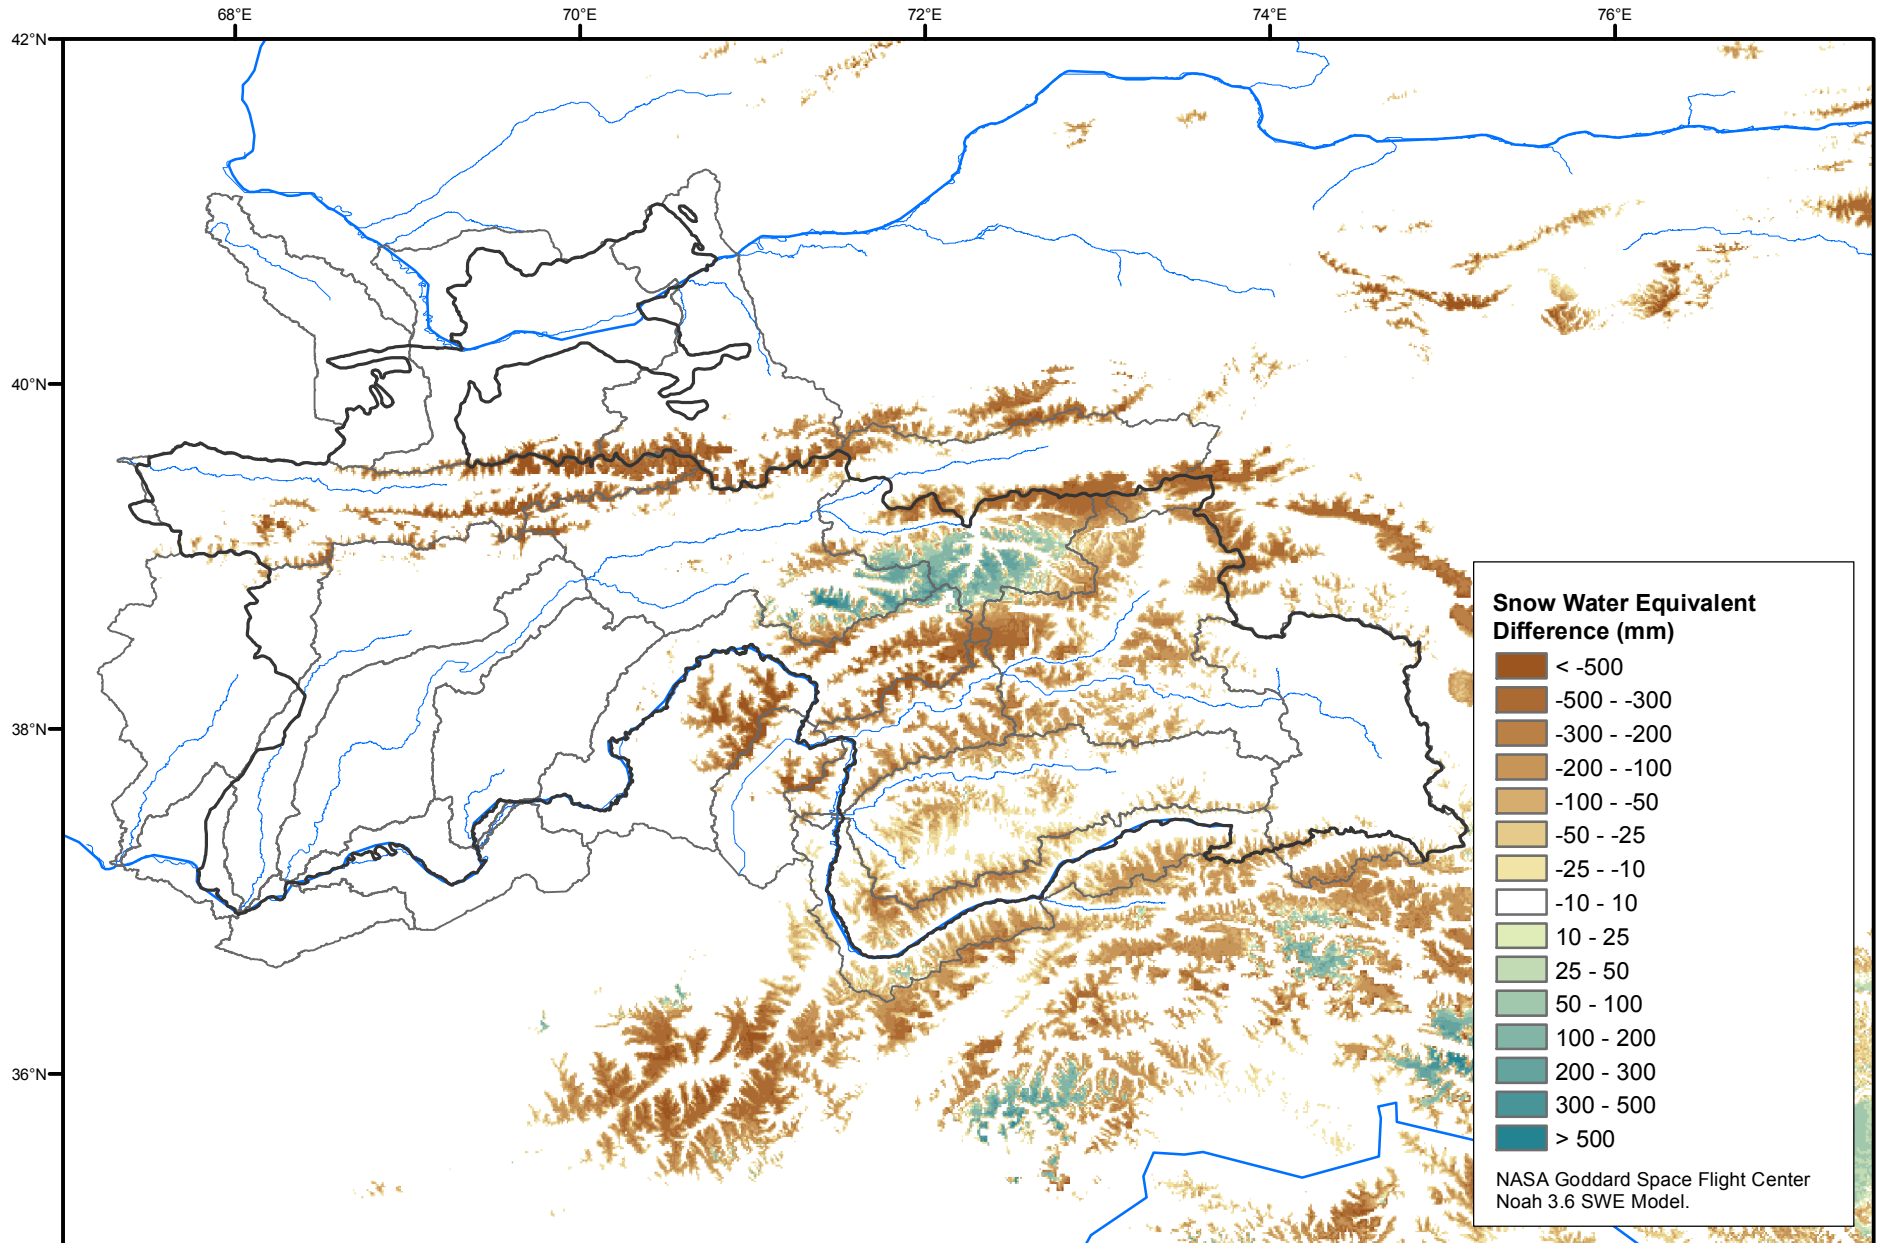 68°E
70°E
72°E
74°E
76°E
42°N
40°N
38°N
36°N
Snow Water Equivalent
Difference (mm)
< -500
-500 - -300
-300 - -200
-200 - -100
-100 - -50
-50 - -25
-25 - -10
-10 - 10
10 - 25
25 - 50
50 - 100
100 - 200
200 - 300
300 - 500
> 500
NASA Goddard Space Flight Center
Noah 3.6 SWE Model.